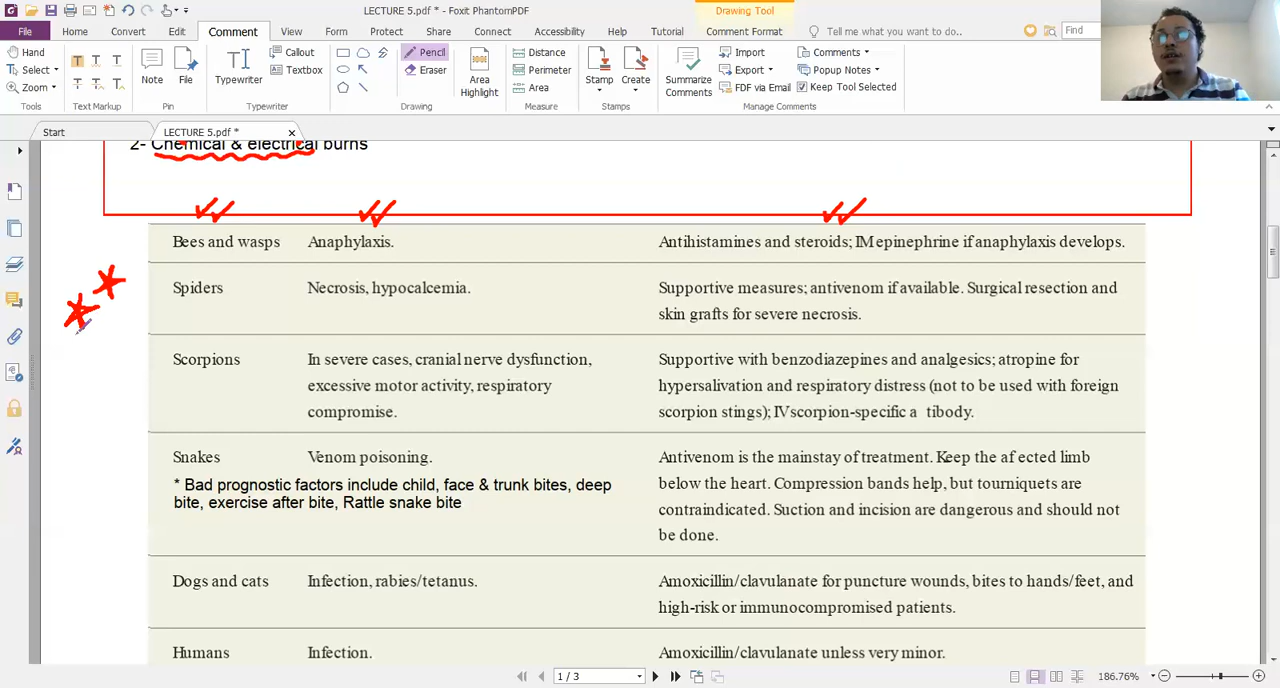 LECTURE 5.pdf * - Foxit PhantomPDF
Drawing Tool
File Home Convert Edit Comment View Form Protect Share Connect Accessibility Help Tutorial Comment Format Tell me what you want to do.. Find
Hand
Select
Zoom
Tools
Text Markup
Note
File
Pin
Typewriter
Callout
Textbox
Typewriter
Pencil
Eraser
Area Highlight
Drawing
Distance
Perimeter
Area
Measure
Stamp
Create
Stamps
Summarize Comments
Import
Export
FDF via Email
Comments
Popup Notes
Keep Tool Selected
Manage Comments
Start
LECTURE 5.pdf *
2- Chemical & electrical burns
Bees and wasps Anaphylaxis. Antihistamines and steroids; IM epinephrine if anaphylaxis develops.
Spiders Necrosis, hypocalcemia. Supportive measures; antivenom if available. Surgical resection and
skin grafts for severe necrosis.
Scorpions In severe cases, cranial nerve dysfunction, Supportive with benzodiazepines and analgesics; atropine for
excessive motor activity, respiratory hypersalivation and respiratory distress (not to be used with foreign
compromise. scorpion stings); IV scorpion-specific a tibody.
Snakes Venom poisoning. Antivenom is the mainstay of treatment. Keep the af ected limb
* Bad prognostic factors include child, face & trunk bites, deep below the heart. Compression bands help, but tourniquets are
bite, exercise after bite, Rattle snake bite contraindicated. Suction and incision are dangerous and should not
be done.
Dogs and cats Infection, rabies/tetanus. Amoxicillin/clavulanate for puncture wounds, bites to hands/feet, and
high-risk or immunocompromised patients.
Humans Infection. Amoxicillin/clavulanate unless very minor.
1 / 3
186.76%